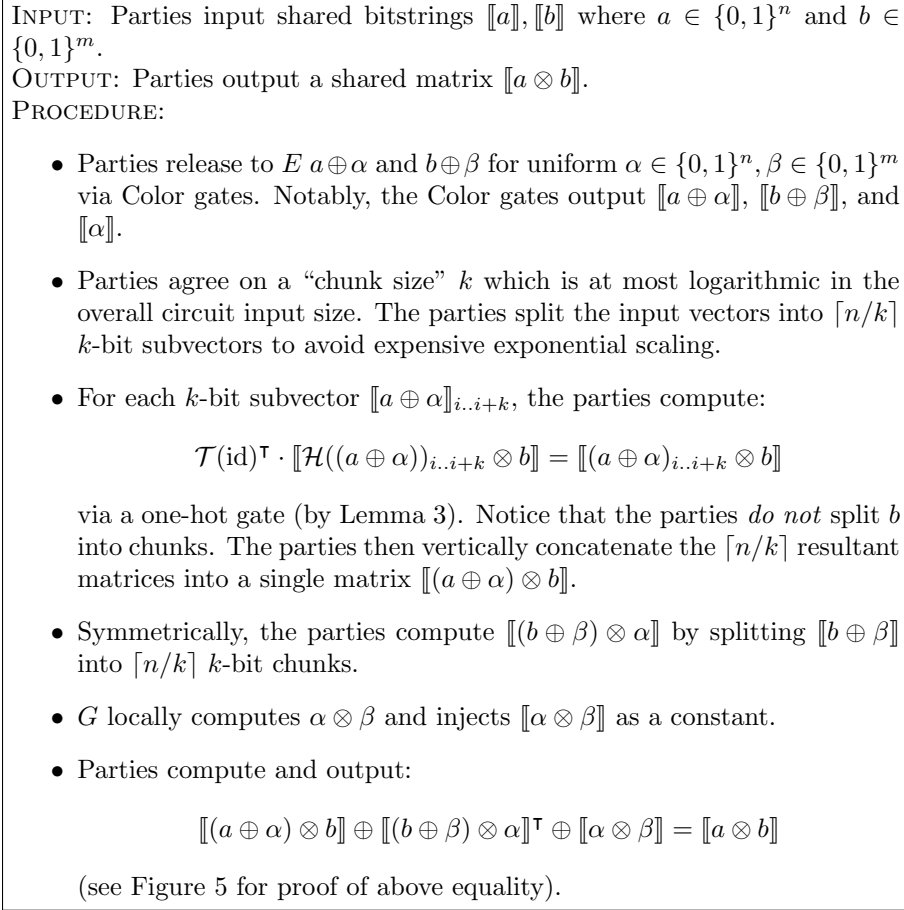 INPUT: Parties input shared bitstrings ⟦a⟧, ⟦b⟧ where a ∈ {0, 1}ⁿ and b ∈
{0, 1}ᵐ.
OUTPUT: Parties output a shared matrix ⟦a ⊗ b⟧.
PROCEDURE:
• Parties release to E a⊕α and b⊕β for uniform α ∈ {0, 1}ⁿ, β ∈ {0, 1}ᵐ
via Color gates. Notably, the Color gates output ⟦a ⊕ α⟧, ⟦b ⊕ β⟧, and
⟦α⟧.
• Parties agree on a “chunk size” k which is at most logarithmic in the
overall circuit input size. The parties split the input vectors into ⌈n/k⌉
k-bit subvectors to avoid expensive exponential scaling.
• For each k-bit subvector ⟦a ⊕ α⟧ᵢ..ᵢ₊ₖ, the parties compute:
𝒯(id)ᵀ · ⟦ℋ((a ⊕ α))ᵢ..ᵢ₊ₖ ⊗ b⟧ = ⟦(a ⊕ α)ᵢ..ᵢ₊ₖ ⊗ b⟧
via a one-hot gate (by Lemma 3). Notice that the parties do not split b
into chunks. The parties then vertically concatenate the ⌈n/k⌉ resultant
matrices into a single matrix ⟦(a ⊕ α) ⊗ b⟧.
• Symmetrically, the parties compute ⟦(b ⊕ β) ⊗ α⟧ by splitting ⟦b ⊕ β⟧
into ⌈n/k⌉ k-bit chunks.
• G locally computes α ⊗ β and injects ⟦α ⊗ β⟧ as a constant.
• Parties compute and output:
⟦(a ⊕ α) ⊗ b⟧ ⊕ ⟦(b ⊕ β) ⊗ α⟧ᵀ ⊕ ⟦α ⊗ β⟧ = ⟦a ⊗ b⟧
(see Figure 5 for proof of above equality).